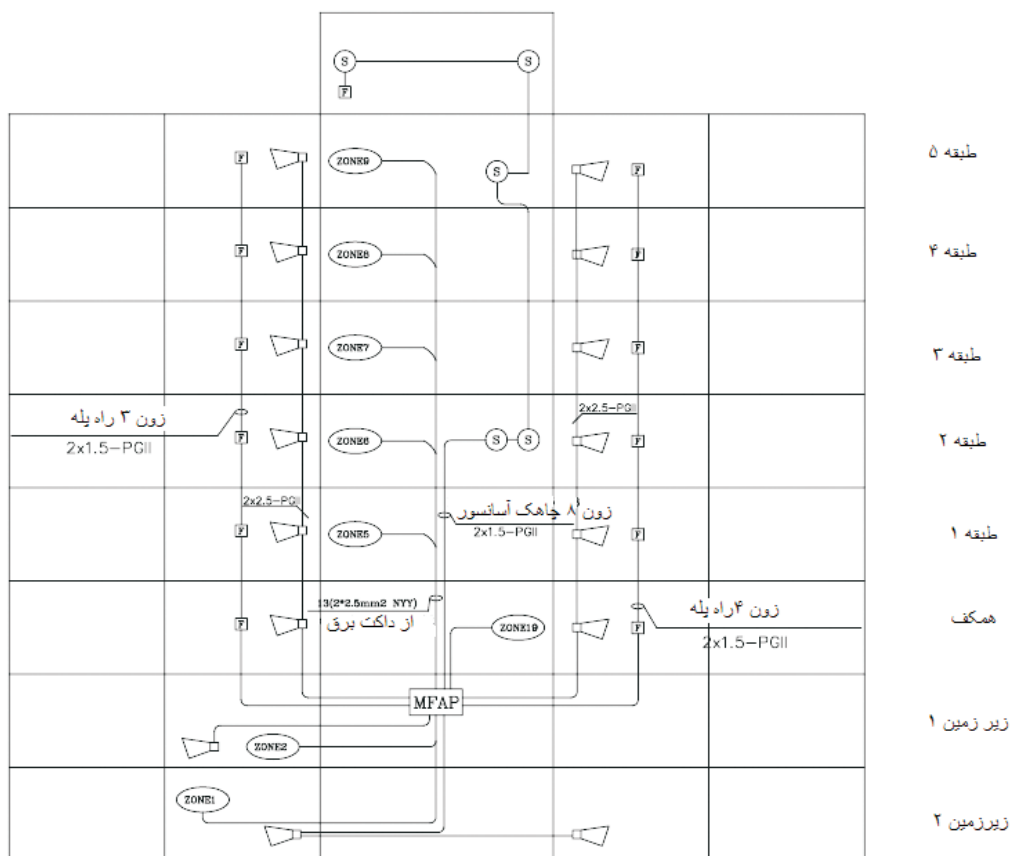 S S
F
F ZONE9 S F طبقه ۵
F ZONE8 F طبقه ۴
F ZONE7 F طبقه ۳
زون ۳ راه پله
2x1.5-PGII
2x2.5-PGII
F ZONE6 S S F طبقه ۲
2x2.5-PGII
زون ۸ چاهک آسانسور
2x1.5-PGII
F ZONE5 F طبقه ۱
13(2*2.5mm2 NYY)
از داکت برق
زون ۴راه پله
2x1.5-PGII
F ZONE19 F همکف
MFAP
ZONE2 زیر زمین ۱
ZONE1
زیرزمین ۲